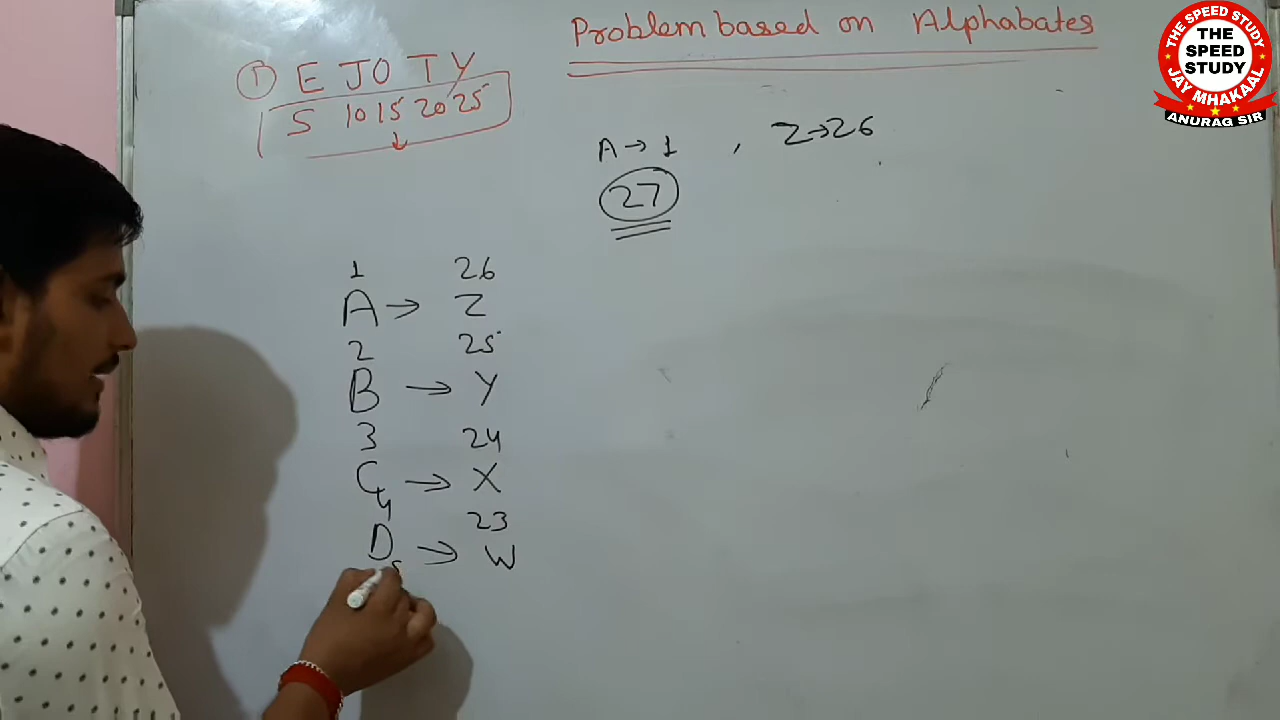 Problem based on Alphabates
① E J O T Y
5 10 15 20 25
A → 1 , Z → 26
27
1 26
A → Z
2 25
B → Y
3 24
C → X
4 23
D → W
5
THE SPEED STUDY
THE
SPEED
STUDY
JAY MHAKAAL
ANURAG SIR